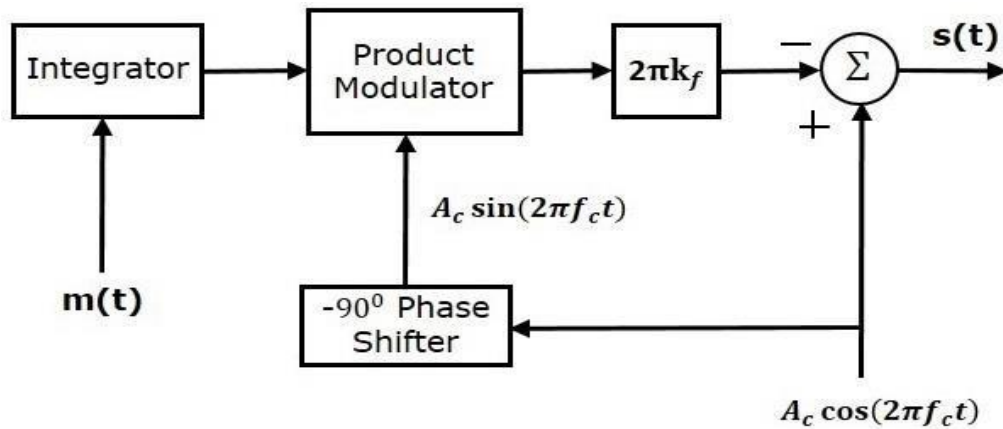 Integrator
Product
Modulator
2πk_f
−
Σ
s(t)
+
A_c sin(2πf_c t)
m(t)
-90⁰ Phase
Shifter
A_c cos(2πf_c t)